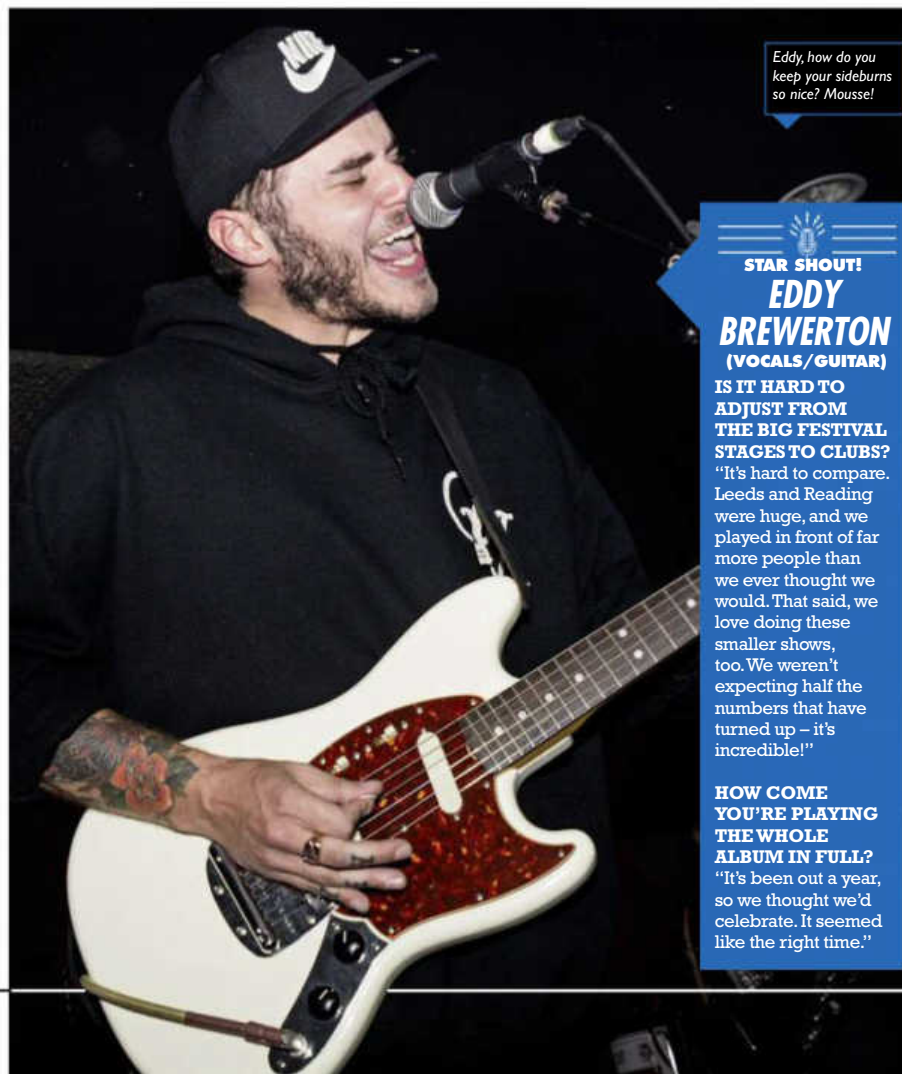 Eddy, how do you
keep your sideburns
so nice? Mousse!
STAR SHOUT!
EDDY
BREWERTON
(VOCALS/GUITAR)
IS IT HARD TO
ADJUST FROM
THE BIG FESTIVAL
STAGES TO CLUBS?
“It’s hard to compare.
Leeds and Reading
were huge, and we
played in front of far
more people than
we ever thought we
would. That said, we
love doing these
smaller shows,
too. We weren’t
expecting half the
numbers that have
turned up – it’s
incredible!”
HOW COME
YOU’RE PLAYING
THE WHOLE
ALBUM IN FULL?
“It’s been out a year,
so we thought we’d
celebrate. It seemed
like the right time.”
NIKE